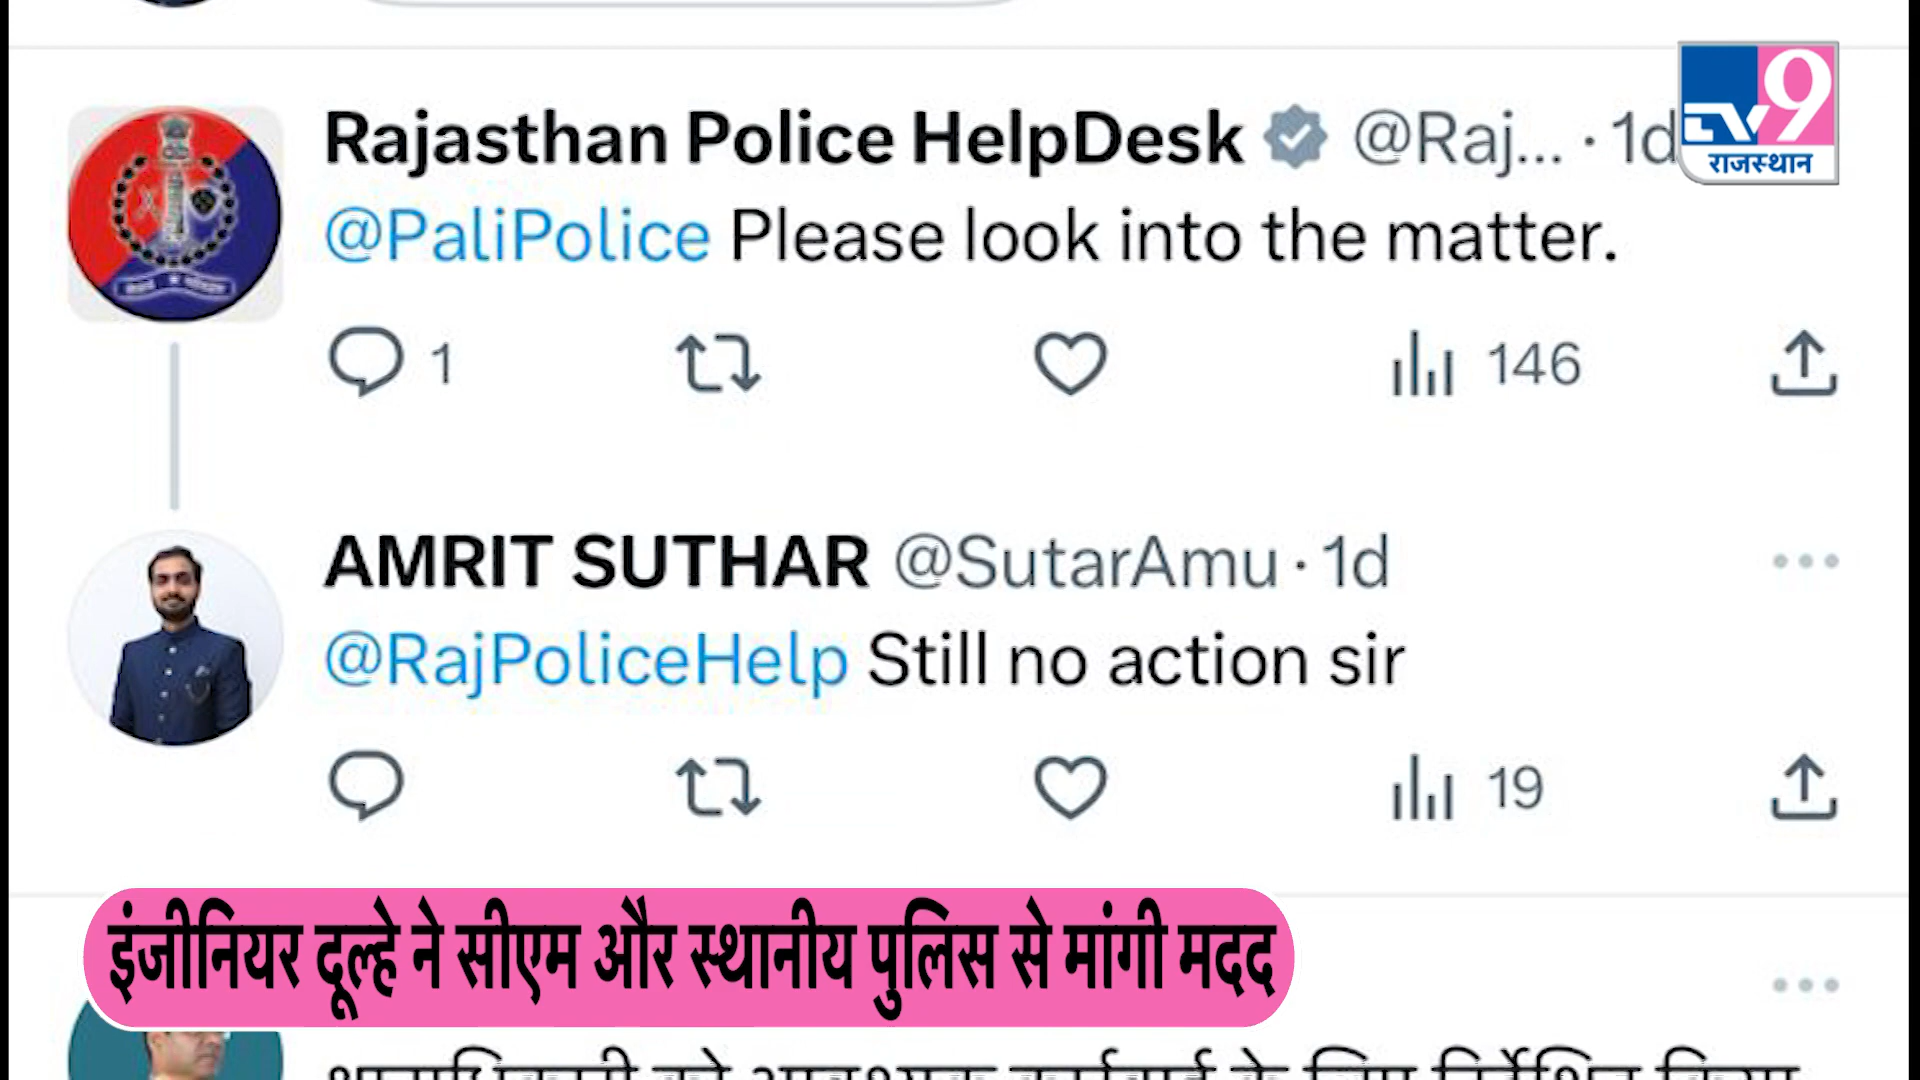 Rajasthan Police HelpDesk @Raj... · 1d
TV9
राजस्थान
@PaliPolice Please look into the matter.
1 146
AMRIT SUTHAR @SutarAmu · 1d
@RajPoliceHelp Still no action sir
19
इंजीनियर दूल्हे ने सीएम और स्थानीय पुलिस से मांगी मदद